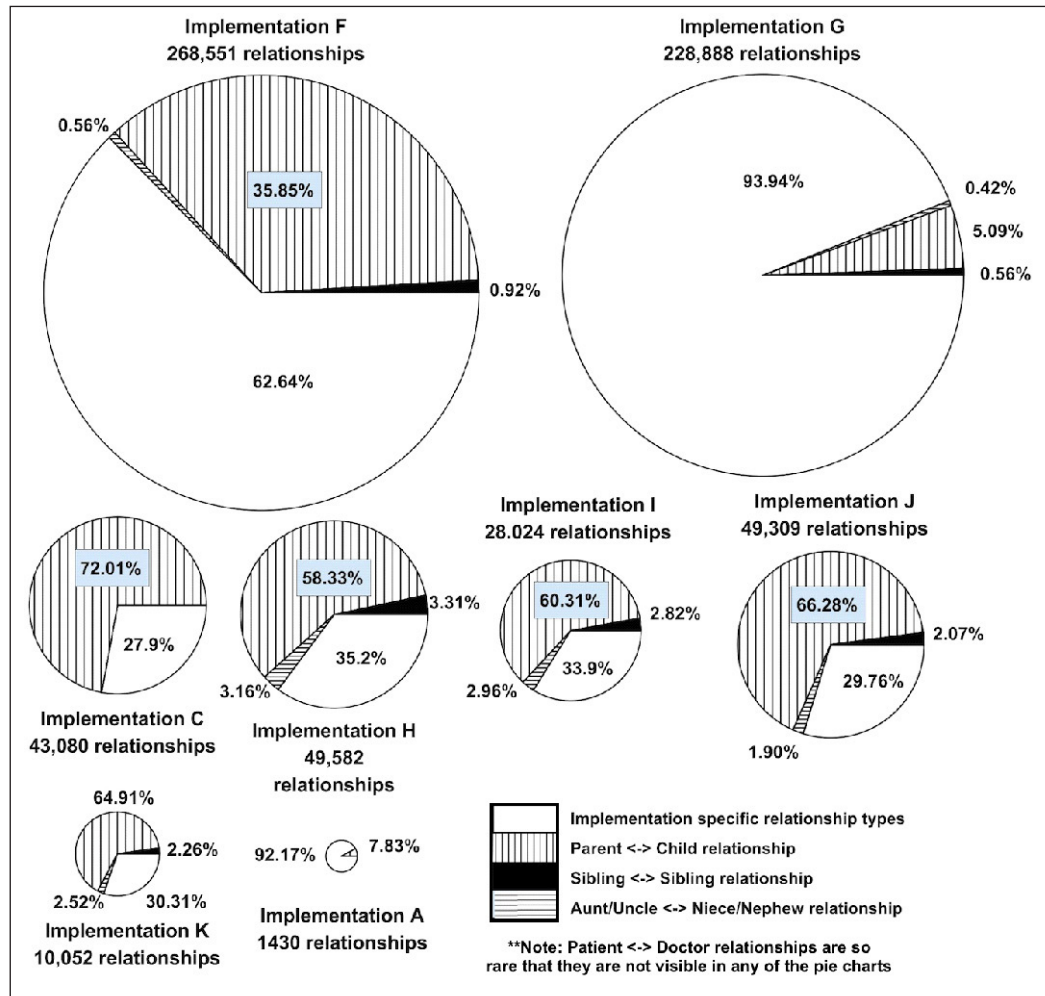 Implementation F
268,551 relationships
0.56%
35.85%
0.92%
62.64%
Implementation G
228,888 relationships
93.94%
0.42%
5.09%
0.56%
72.01%
27.9%
Implementation C
43,080 relationships
58.33%
3.31%
35.2%
3.16%
Implementation H
49,582
relationships
Implementation I
28.024 relationships
60.31%
2.82%
33.9%
2.96%
Implementation J
49,309 relationships
66.28%
2.07%
29.76%
1.90%
64.91%
2.26%
2.52%
30.31%
Implementation K
10,052 relationships
92.17%
7.83%
Implementation A
1430 relationships
Implementation specific relationship types
Parent <-> Child relationship
Sibling <-> Sibling relationship
Aunt/Uncle <-> Niece/Nephew relationship
**Note: Patient <-> Doctor relationships are so
rare that they are not visible in any of the pie charts